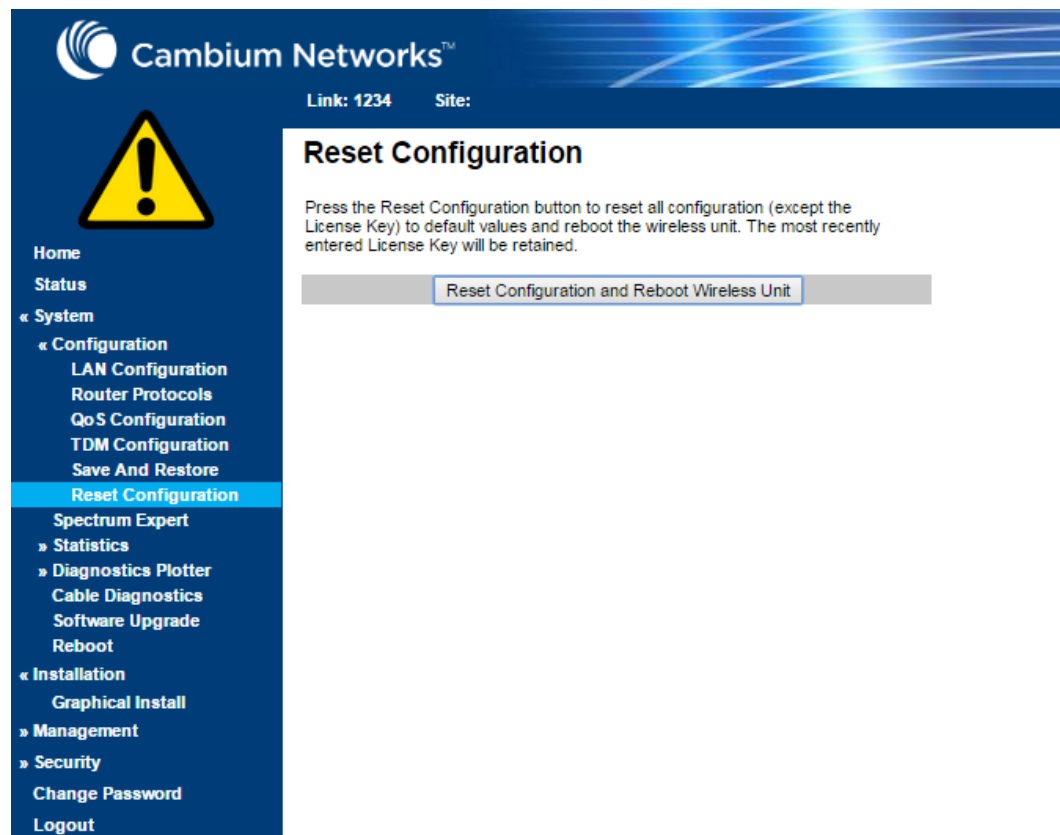 Cambium Networks™
Link: 1234 Site:
Home
Status
« System
« Configuration
LAN Configuration
Router Protocols
QoS Configuration
TDM Configuration
Save And Restore
Reset Configuration
Spectrum Expert
» Statistics
» Diagnostics Plotter
Cable Diagnostics
Software Upgrade
Reboot
« Installation
Graphical Install
» Management
» Security
Change Password
Logout
Reset Configuration
Press the Reset Configuration button to reset all configuration (except the
License Key) to default values and reboot the wireless unit. The most recently
entered License Key will be retained.
Reset Configuration and Reboot Wireless Unit